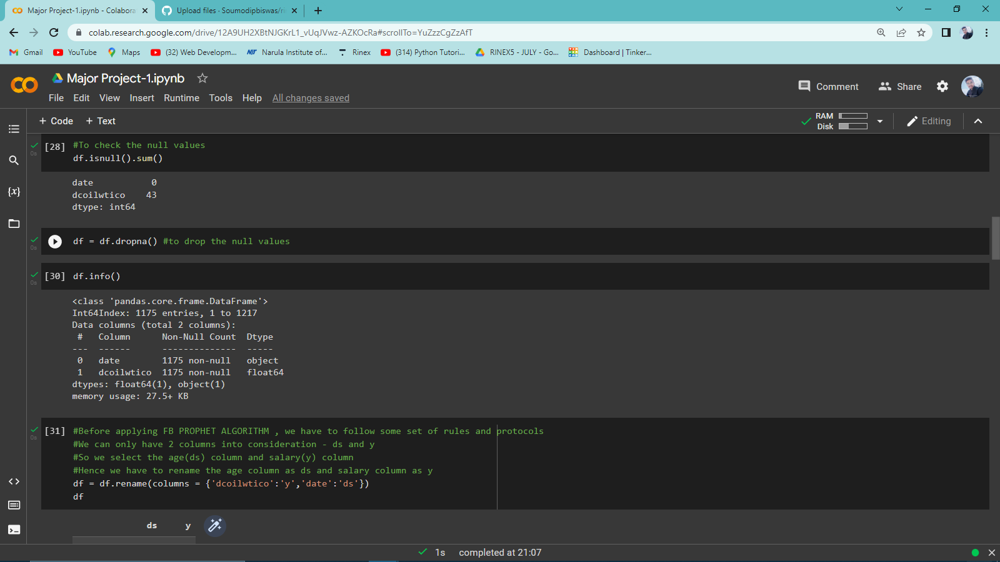 Major Project-1.ipynb - Colabora
Upload files · Soumodipbiswas/ri
colab.research.google.com/drive/12A9UH2XBtNJGKrL1_vUqJVwz-AZKOcRa#scrollTo=YuZzzCgZzAfT
Gmail YouTube Maps (32) Web Developm... NIT Narula Institute of... Rinex (314) Python Tutori... RINEX5 - JULY - Go... Dashboard | Tinker...
Major Project-1.ipynb
Comment Share
File Edit View Insert Runtime Tools Help All changes saved
+ Code + Text
RAM
Disk
Editing
[28] #To check the null values
0s
df.isnull().sum()
{x}
date 0
dcoilwtico 43
dtype: int64
df = df.dropna() #to drop the null values
0s
[30] df.info()
0s
<class 'pandas.core.frame.DataFrame'>
Int64Index: 1175 entries, 1 to 1217
Data columns (total 2 columns):
# Column Non-Null Count Dtype
--- ------ -------------- -----
0 date 1175 non-null object
1 dcoilwtico 1175 non-null float64
dtypes: float64(1), object(1)
memory usage: 27.5+ KB
[31] #Before applying FB PROPHET ALGORITHM , we have to follow some set of rules and protocols
0s
#We can only have 2 columns into consideration - ds and y
#So we select the age(ds) column and salary(y) column
#Hence we have to rename the age column as ds and salary column as y
df = df.rename(columns = {'dcoilwtico':'y','date':'ds'})
df
ds y
1s completed at 21:07